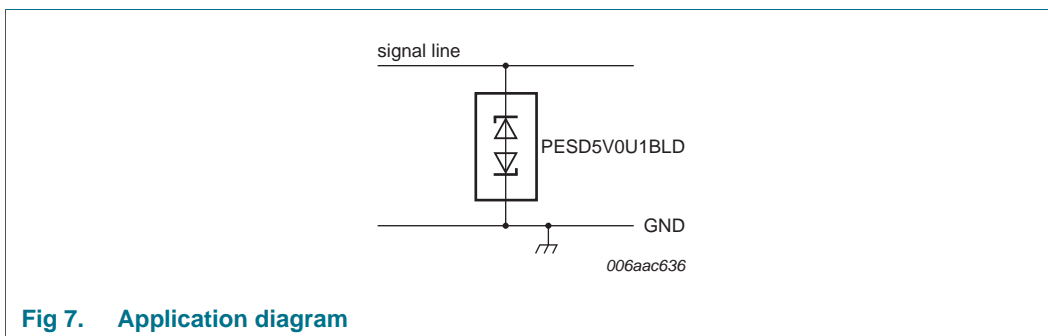 signal line
PESD5V0U1BLD
GND
006aac636
Fig 7. Application diagram